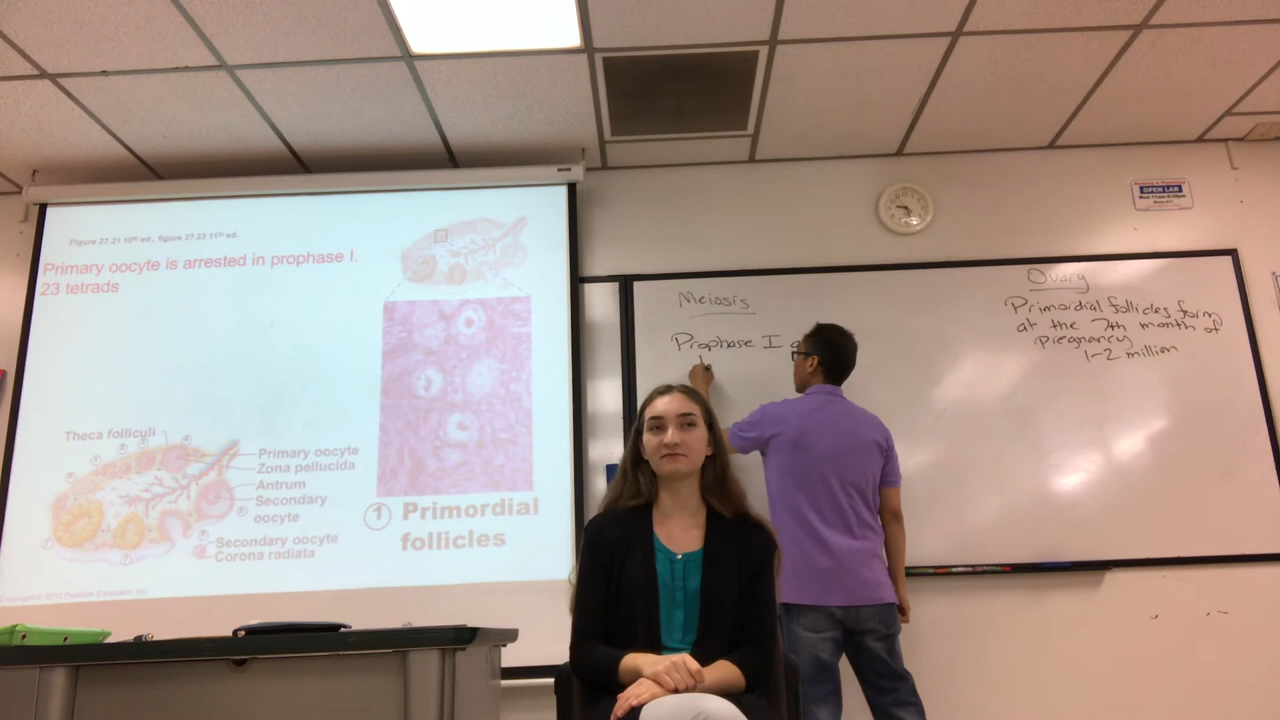 Figure 27.21 10th ed., figure 27.23 11th ed.
Primary oocyte is arrested in prophase I.
23 tetrads
Theca folliculi
Primary oocyte
Zona pellucida
Antrum
Secondary
oocyte
Secondary oocyte
Corona radiata
1 Primordial
follicles
Meiosis
Prophase I
Ovary
Primordial follicles form
at the 7th month of
pregnancy
1-2 million
OPEN LAB